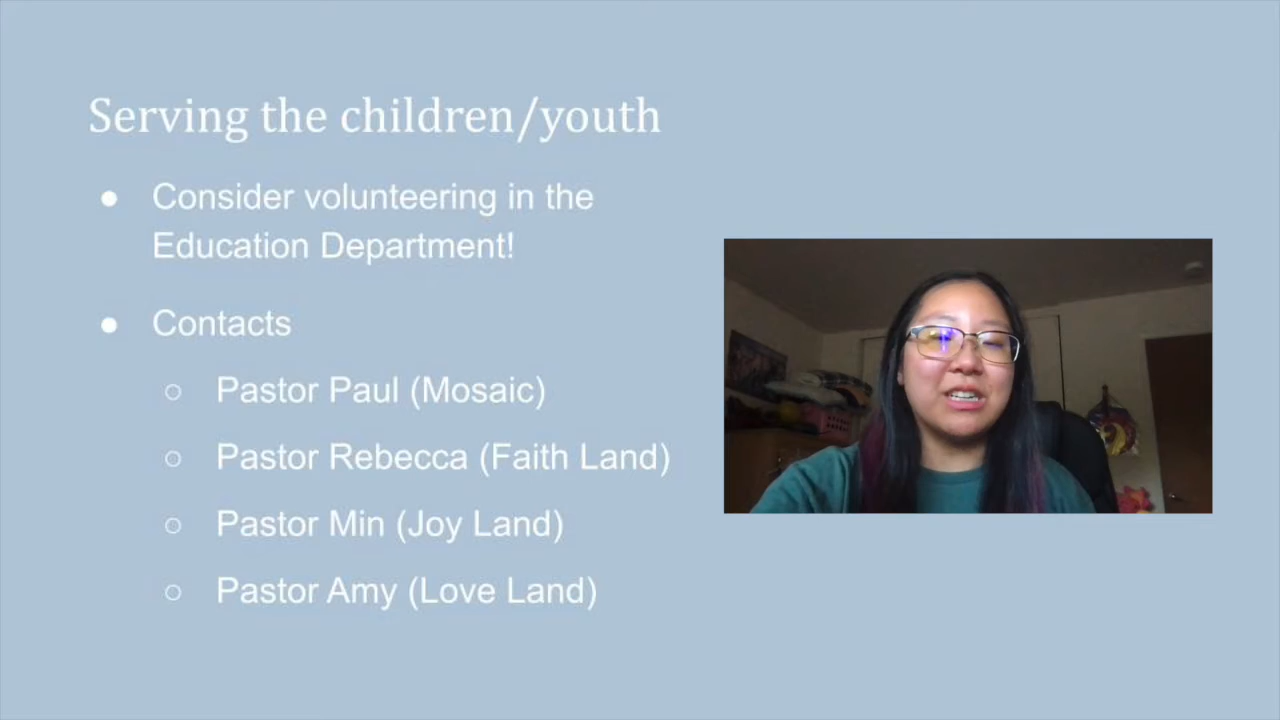 Serving the children/youth
● Consider volunteering in the
Education Department!
● Contacts
○ Pastor Paul (Mosaic)
○ Pastor Rebecca (Faith Land)
○ Pastor Min (Joy Land)
○ Pastor Amy (Love Land)